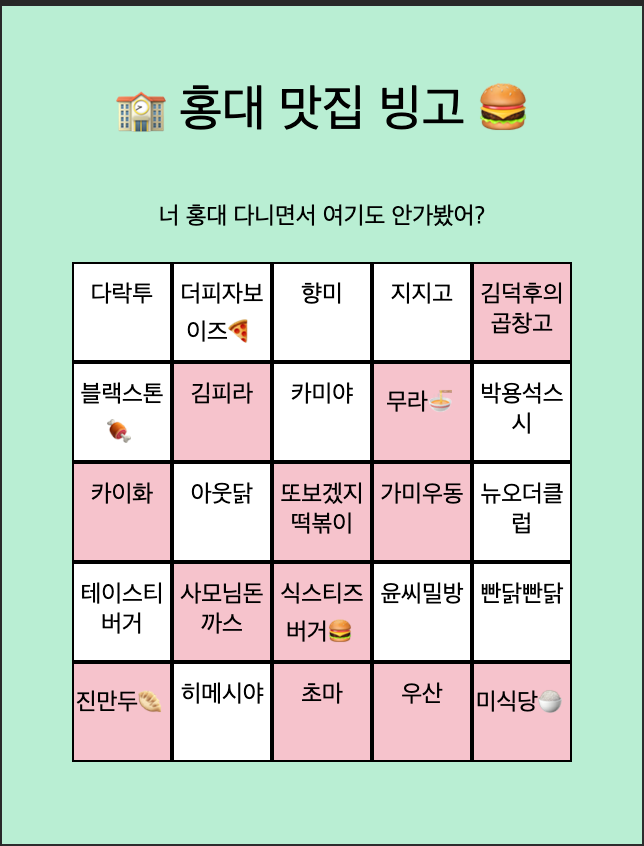 🏫 홍대 맛집 빙고 🍔
너 홍대 다니면서 여기도 안가봤어?
다락투
더피자보
이즈🍕
향미
지지고
김덕후의
곱창고
블랙스톤
🍖
김피라
카미야
무라🍜
박용석스
시
카이화
아웃닭
또보겠지
떡볶이
가미우동
뉴오더클
럽
테이스티
버거
사모님돈
까스
식스티즈
버거🍔
윤씨밀방
빤닭빤닭
진만두🥟
히메시야
초마
우산
미식당🍚